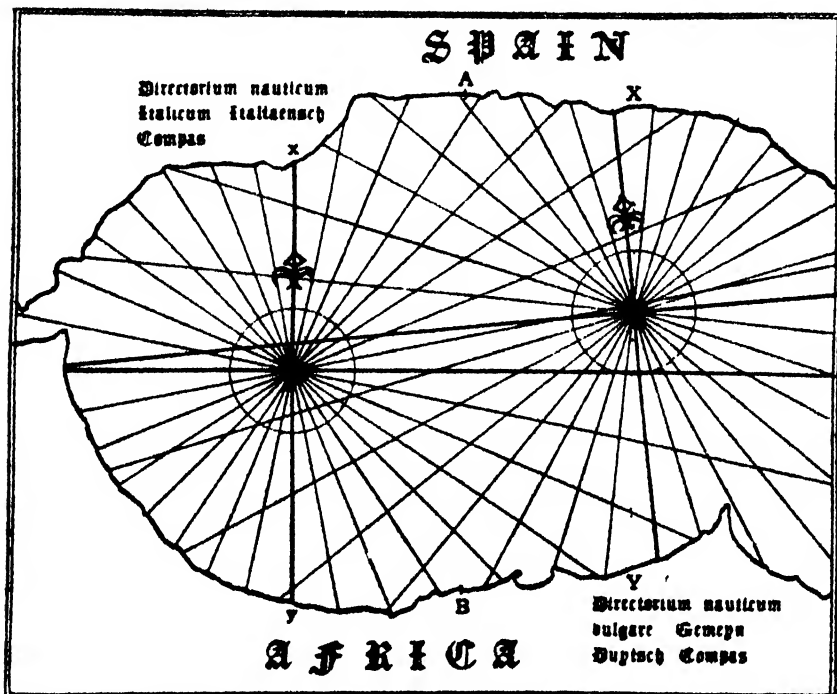 SPAIN
Directorium nauticum
Italicum Italiaensch
Compas
A
X
x
y
B
Y
Directorium nauticum
vulgare Gemeyn
Duytsch Compas
AFRICA